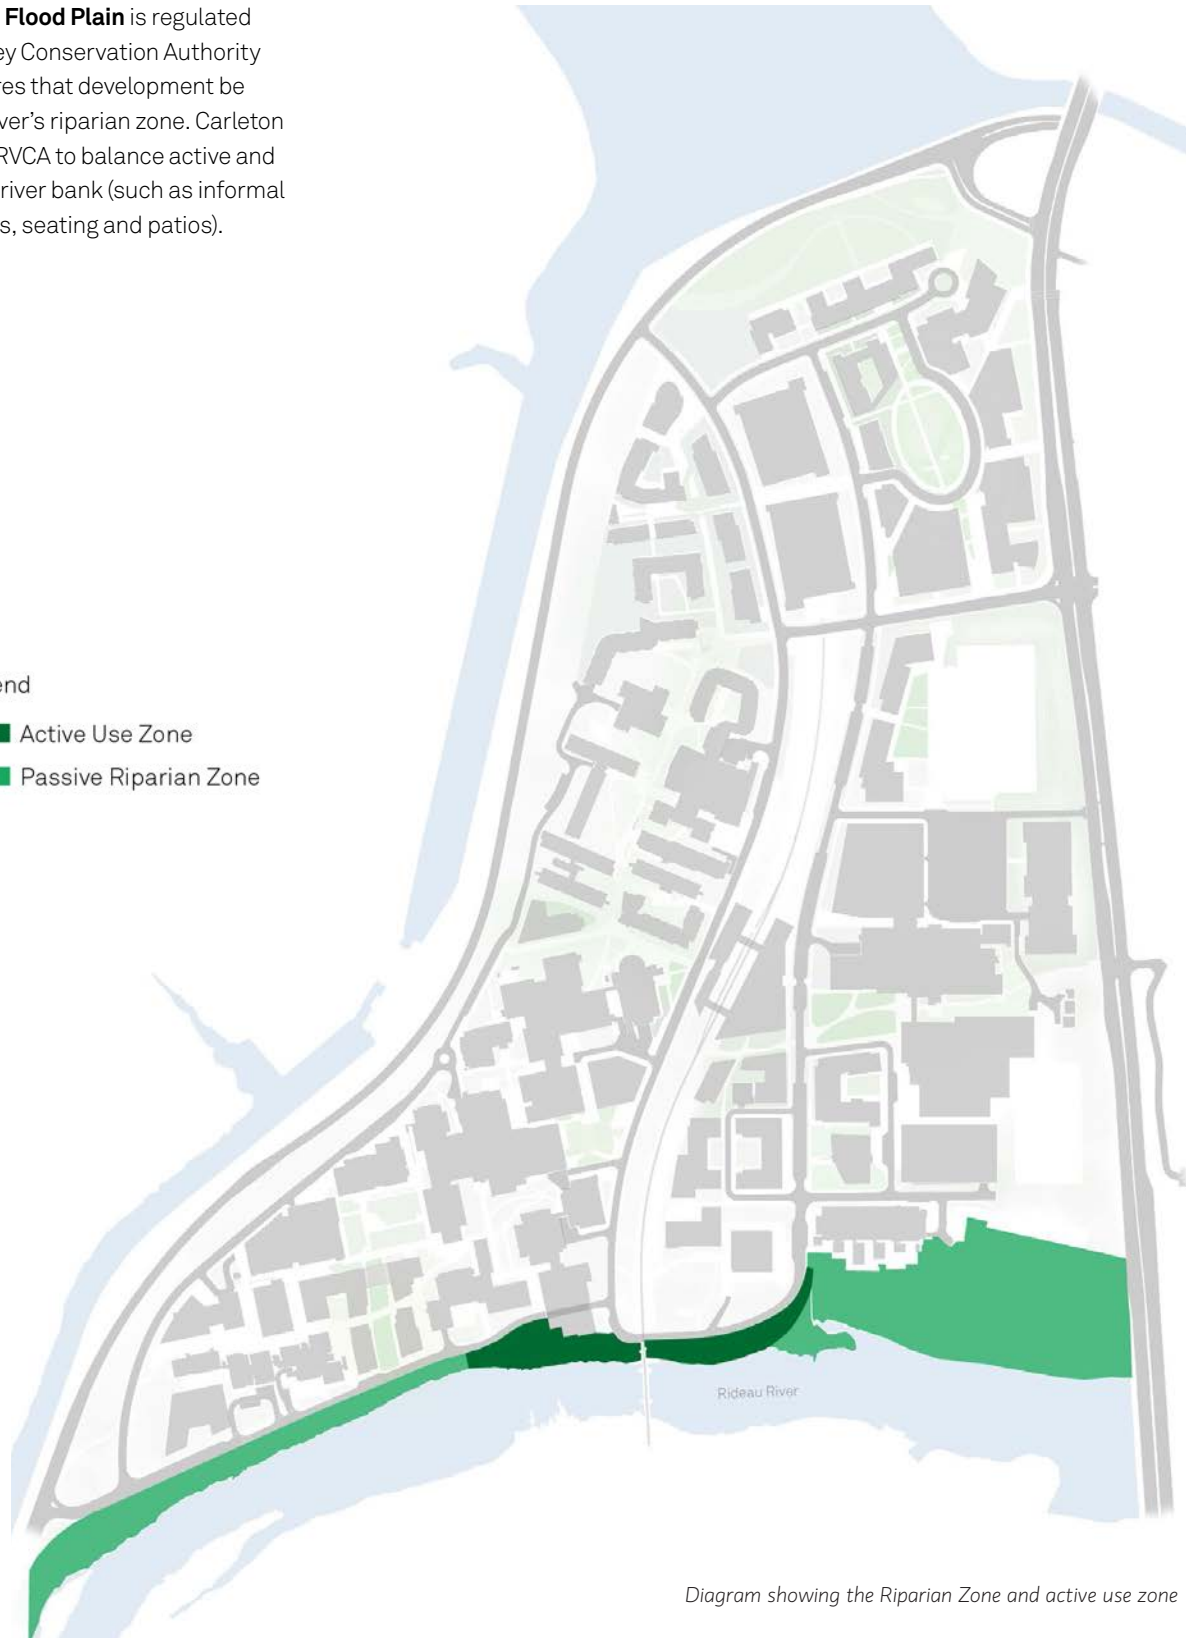 Flood Plain is regulated
ey Conservation Authority
res that development be
ver's riparian zone. Carleton
RVCA to balance active and
river bank (such as informal
s, seating and patios).
end
Active Use Zone
Passive Riparian Zone
Rideau River
Diagram showing the Riparian Zone and active use zone